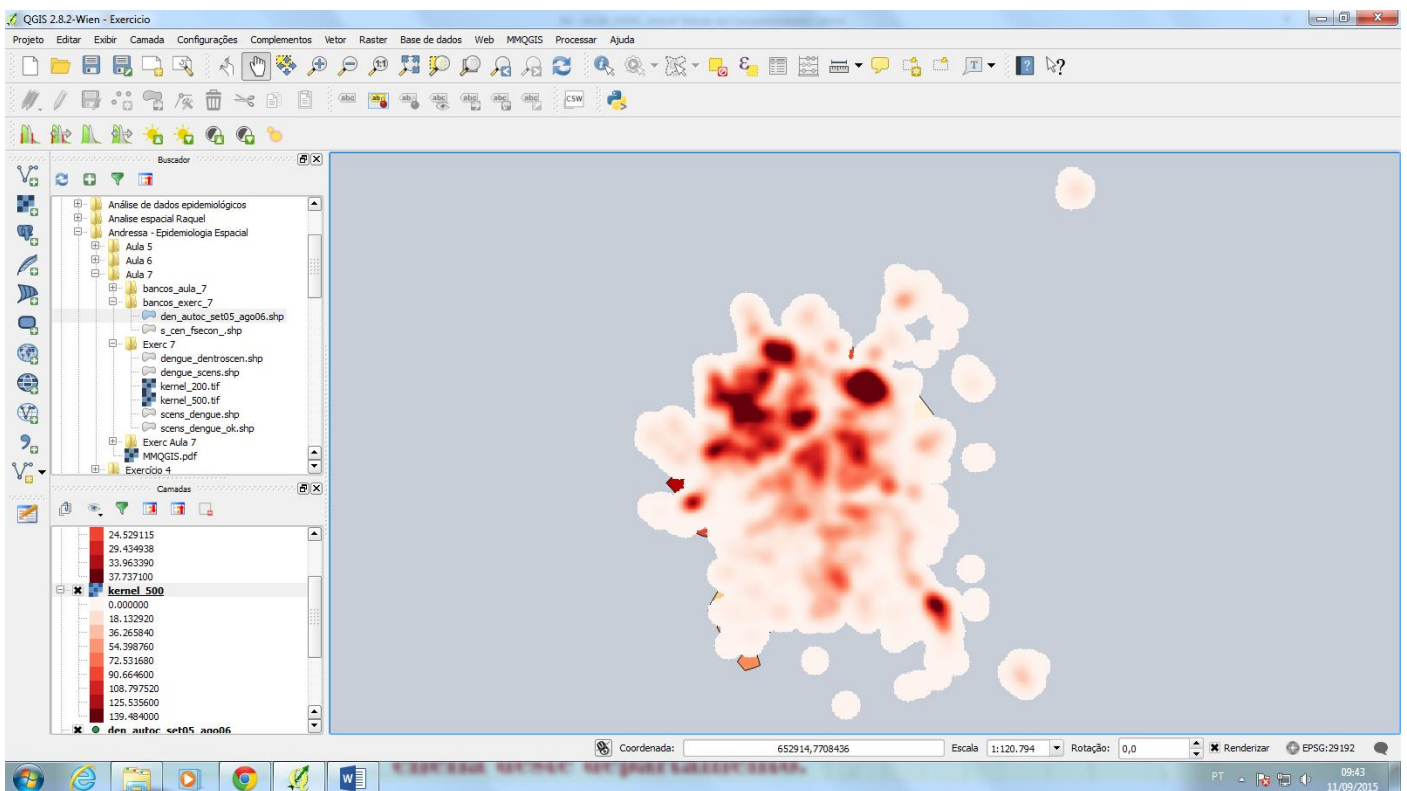 QGIS 2.8.2-Wien - Exercicio
Projeto Editar Exibir Camada Configurações Complementos Vetor Raster Base de dados Web MMQGIS Processar Ajuda
abc ab abc abc abc abc CSW
Buscador
Análise de dados epidemiológicos
Analise espacial Raquel
Andressa - Epidemiologia Espacial
Aula 5
Aula 6
Aula 7
bancos_aula_7
bancos_exerc_7
den_autoc_set05_ago06.shp
s_cen_fsecon_.shp
Exerc 7
dengue_dentroscen.shp
dengue_scens.shp
kernel_200.tif
kernel_500.tif
scens_dengue.shp
scens_dengue_ok.shp
Exerc Aula 7
MMQGIS.pdf
Exercício 4
Camadas
24.529115
29.434938
33.963390
37.737100
kernel_500
0.000000
18.132920
36.265840
54.398760
72.531680
90.664600
108.797520
125.535600
139.484000
den_autoc_set05_ago06
Coordenada: 652914,7708436 Escala 1:120.794 Rotação: 0,0 Renderizar EPSG:29192
PT 09:43
11/09/2015